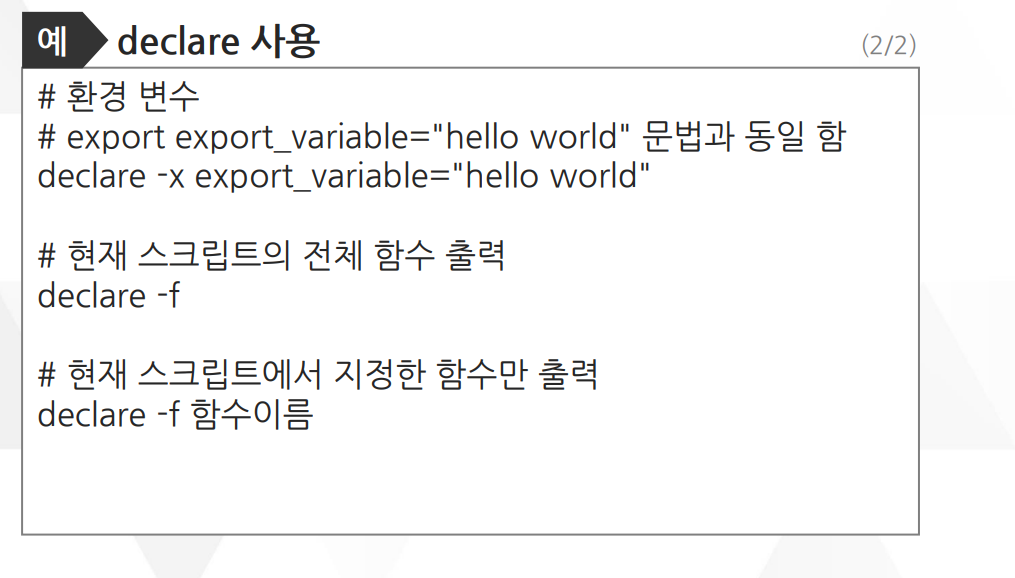 예 declare 사용 (2/2)
# 환경 변수
# export export_variable="hello world" 문법과 동일 함
declare -x export_variable="hello world"
# 현재 스크립트의 전체 함수 출력
declare -f
# 현재 스크립트에서 지정한 함수만 출력
declare -f 함수이름